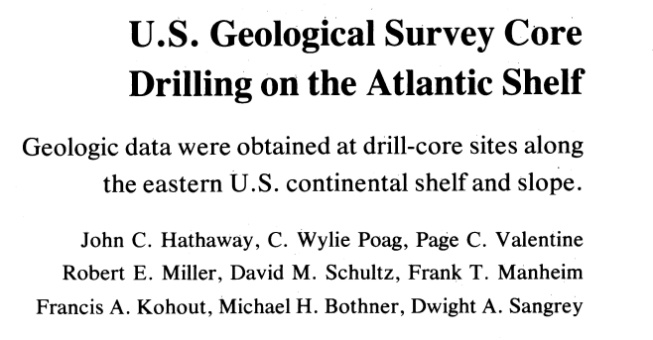 U.S. Geological Survey Core
Drilling on the Atlantic Shelf
Geologic data were obtained at drill-core sites along
the eastern U.S. continental shelf and slope.
John C. Hathaway, C. Wylie Poag, Page C. Valentine
Robert E. Miller, David M. Schultz, Frank T. Manheim
Francis A. Kohout, Michael H. Bothner, Dwight A. Sangrey